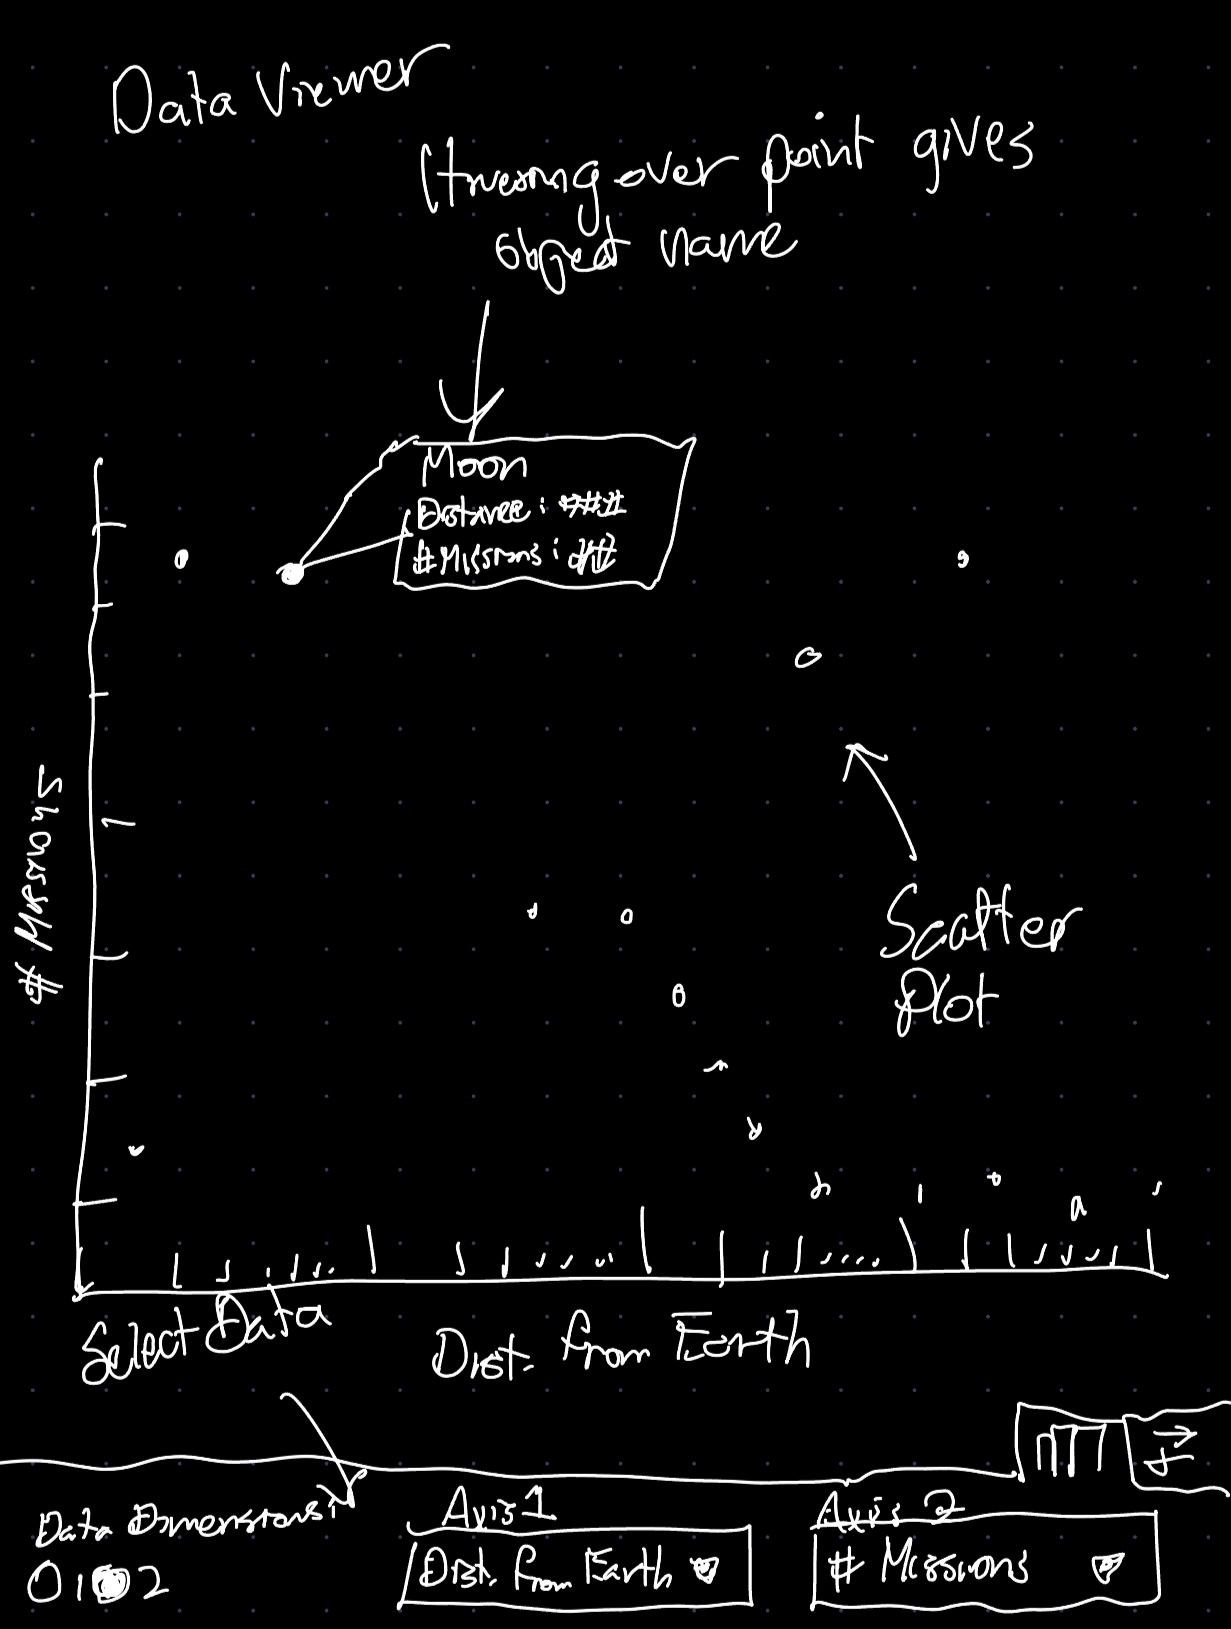 Data Viewer
Hovering over point gives
object name
Moon
Distance: ###
# Missions: ##
# Missions
Scatter
Plot
Select Data
Dist. from Earth
Data Dimensions:
Axis 1
Axis 2
O 1 2
Dist. from Earth
# Missions